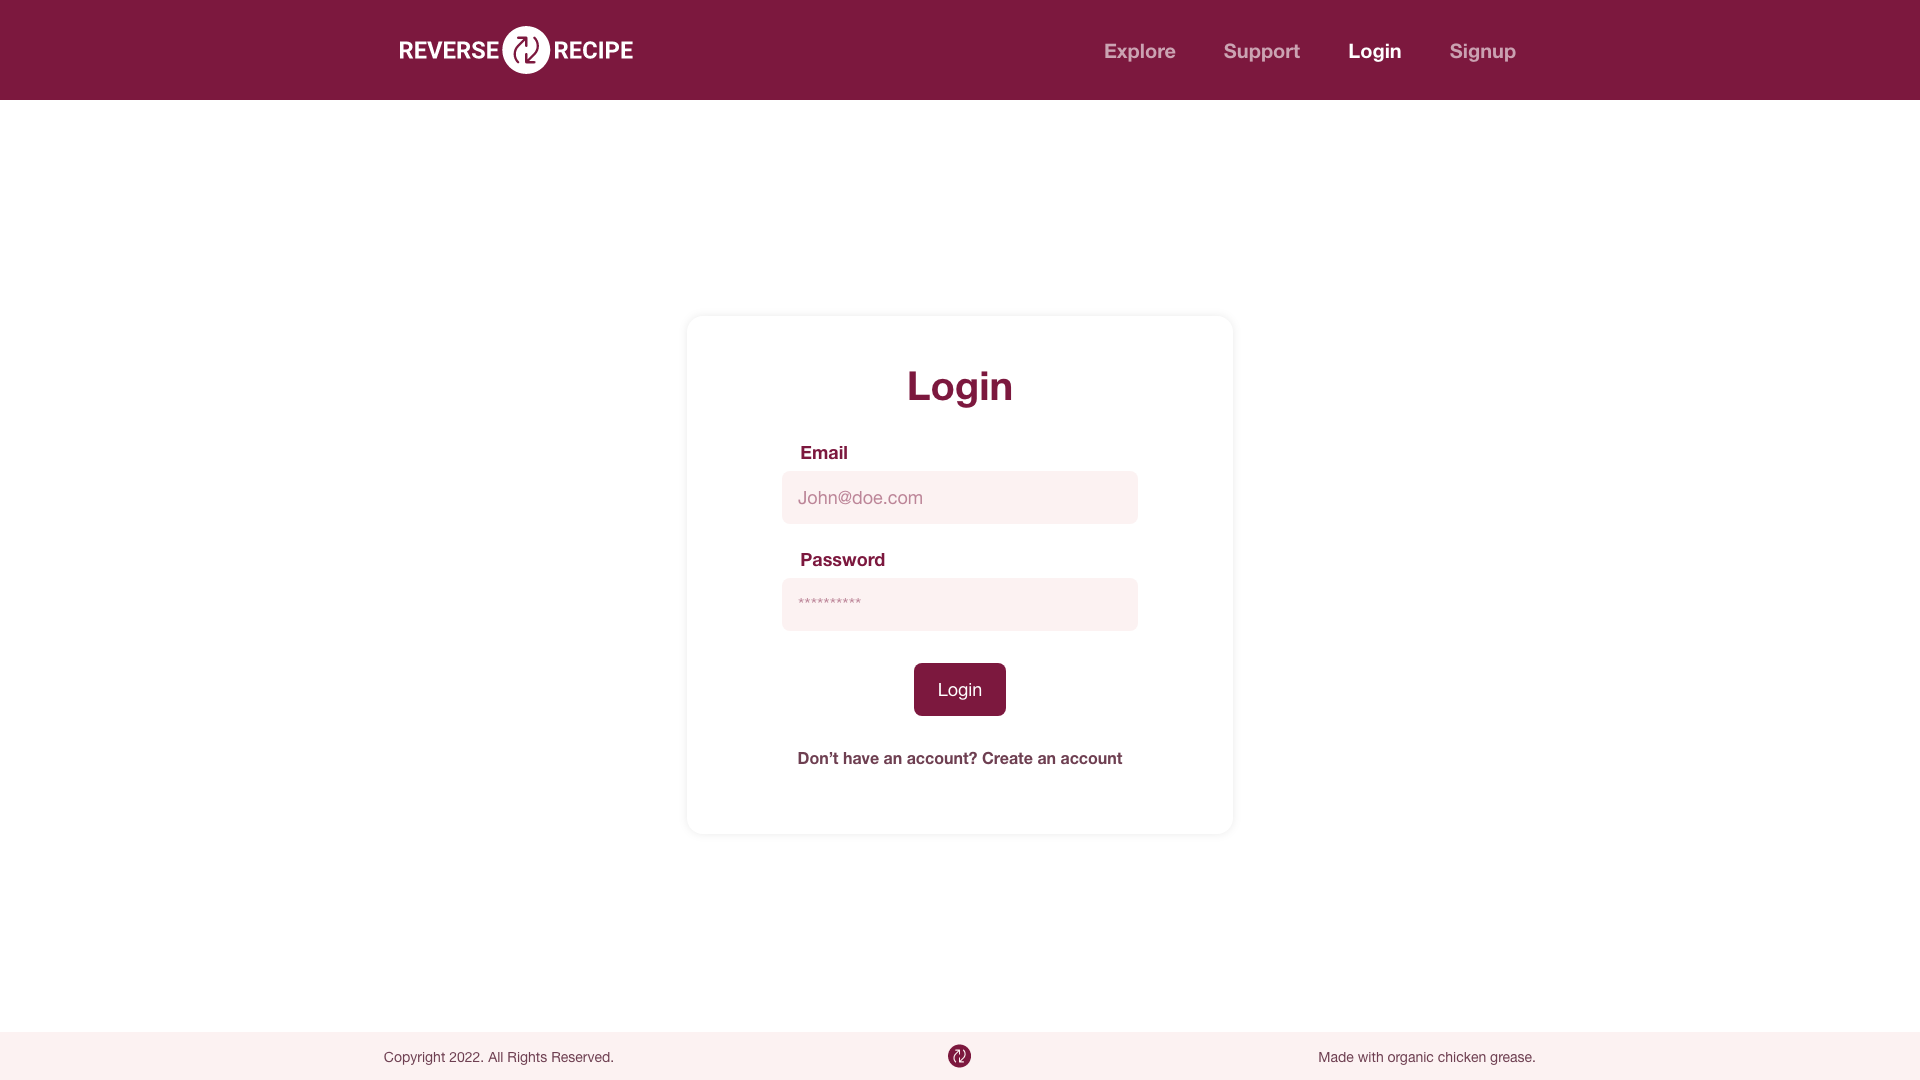 REVERSE RECIPE
Explore Support Login Signup
Login
Email
John@doe.com
Password
**********
Login
Don’t have an account? Create an account
Copyright 2022. All Rights Reserved.
Made with organic chicken grease.